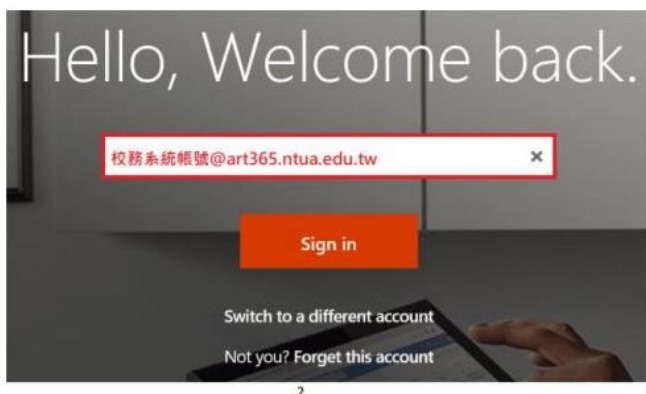 Hello, Welcome back.
校務系統帳號@art365.ntua.edu.tw ×
Sign in
Switch to a different account
Not you? Forget this account
2